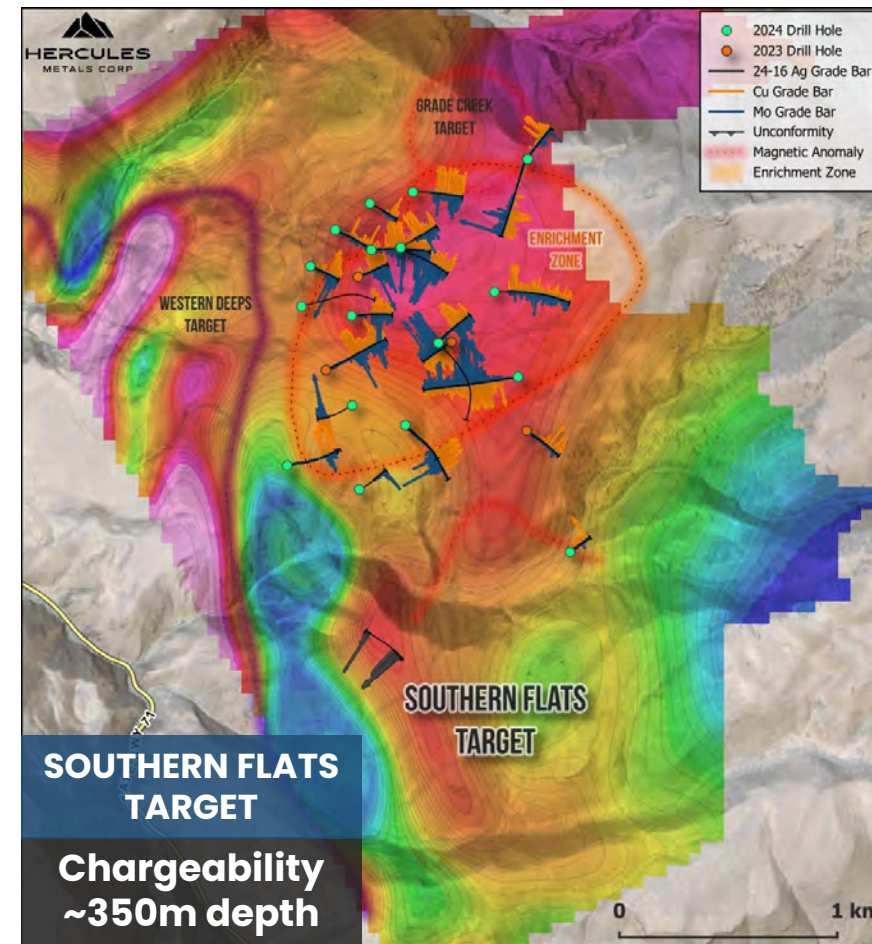 HERCULES
METALS CORP
2024 Drill Hole
2023 Drill Hole
24-16 Ag Grade Bar
Cu Grade Bar
Mo Grade Bar
Unconformity
Magnetic Anomaly
Enrichment Zone
GRADE CREEK
TARGET
ENRICHMENT
ZONE
WESTERN DEEPS
TARGET
SOUTHERN FLATS
TARGET
SOUTHERN FLATS
TARGET
Chargeability
~350m depth
0 1 km